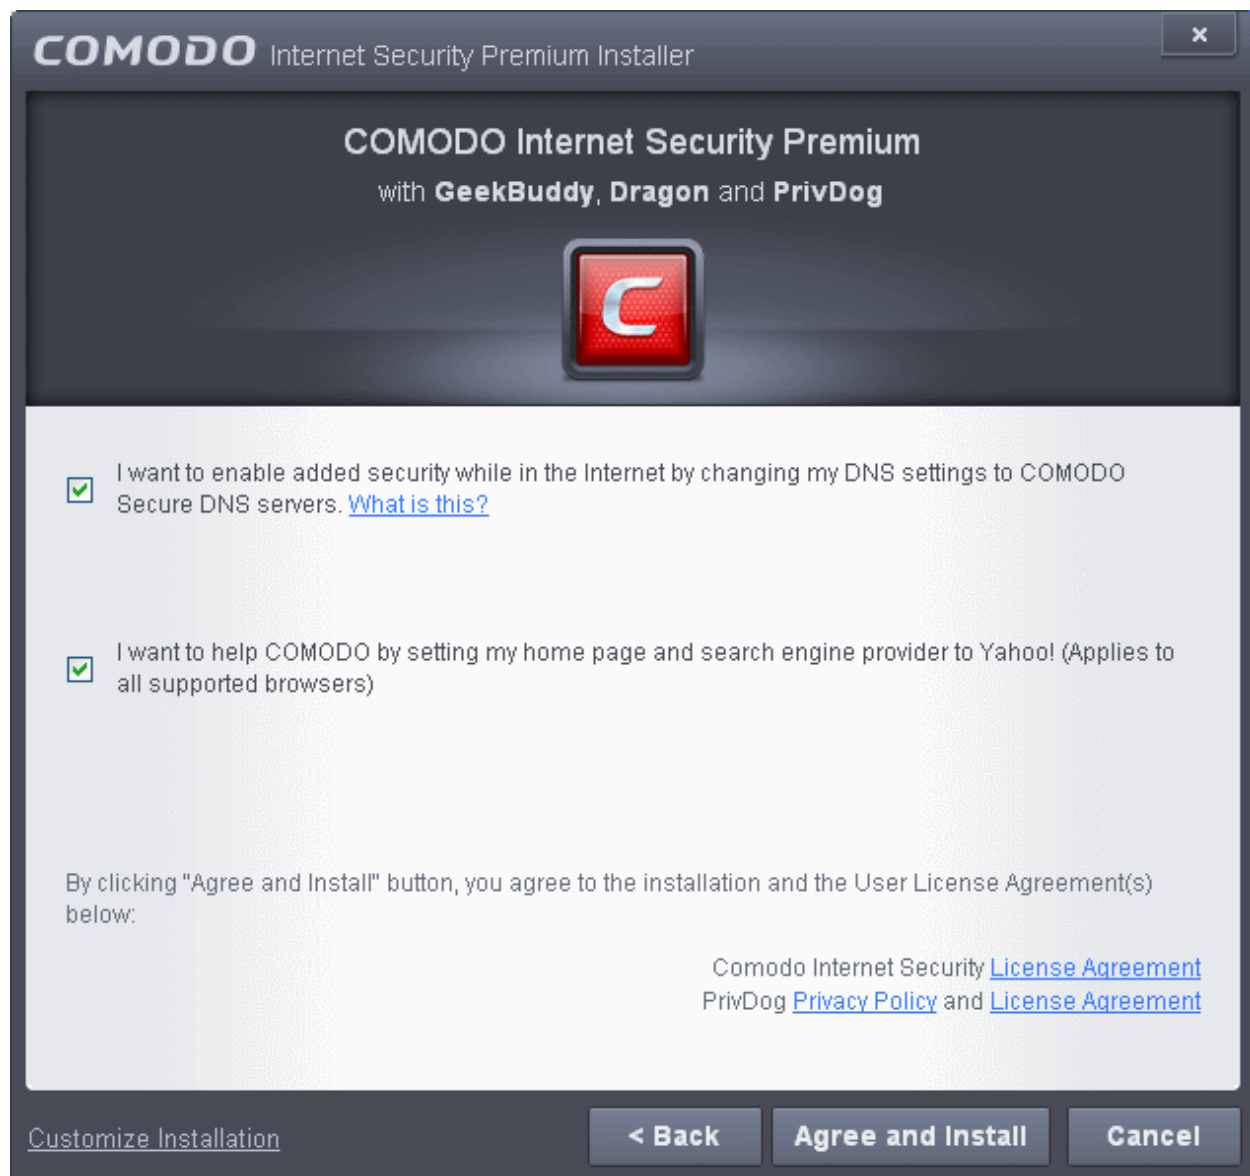 COMODO Internet Security Premium Installer
x
COMODO Internet Security Premium
with GeekBuddy, Dragon and PrivDog
C
I want to enable added security while in the Internet by changing my DNS settings to COMODO
Secure DNS servers. What is this?
I want to help COMODO by setting my home page and search engine provider to Yahoo! (Applies to
all supported browsers)
By clicking "Agree and Install" button, you agree to the installation and the User License Agreement(s)
below:
Comodo Internet Security License Agreement
PrivDog Privacy Policy and License Agreement
Customize Installation
< Back
Agree and Install
Cancel